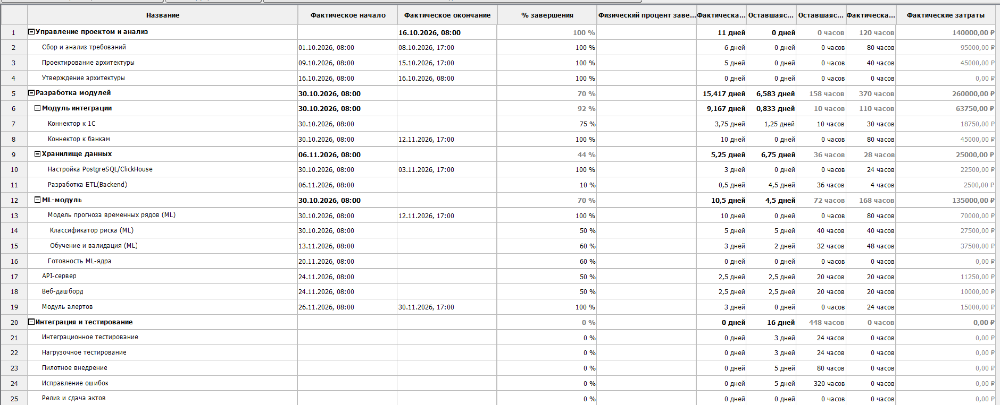 Название Фактическое начало Фактическое окончание % завершения Физический процент заве... Фактическа... Оставшаяс... Оставшаяс... Фактическа... Фактические затраты
1 Управление проектом и анализ 16.10.2026, 08:00 100 % 11 дней 0 дней 0 часов 120 часов 140000,00 ₽
2 Сбор и анализ требований 01.10.2026, 08:00 08.10.2026, 17:00 100 % 6 дней 0 дней 0 часов 80 часов 95000,00 ₽
3 Проектирование архитектуры 09.10.2026, 08:00 15.10.2026, 17:00 100 % 5 дней 0 дней 0 часов 40 часов 45000,00 ₽
4 Утверждение архитектуры 16.10.2026, 08:00 16.10.2026, 08:00 100 % 0 дней 0 дней 0 часов 0 часов 0,00 ₽
5 Разработка модулей 30.10.2026, 08:00 70 % 15,417 дней 6,583 дней 158 часов 370 часов 260000,00 ₽
6 Модуль интеграции 30.10.2026, 08:00 92 % 9,167 дней 0,833 дней 10 часов 110 часов 63750,00 ₽
7 Коннектор к 1С 30.10.2026, 08:00 75 % 3,75 дней 1,25 дней 10 часов 30 часов 18750,00 ₽
8 Коннектор к банкам 30.10.2026, 08:00 12.11.2026, 17:00 100 % 10 дней 0 дней 0 часов 80 часов 45000,00 ₽
9 Хранилище данных 06.11.2026, 08:00 44 % 5,25 дней 6,75 дней 36 часов 28 часов 25000,00 ₽
10 Настройка PostgreSQL/ClickHouse 30.10.2026, 08:00 03.11.2026, 17:00 100 % 3 дней 0 дней 0 часов 24 часов 22500,00 ₽
11 Разработка ETL(Backend) 06.11.2026, 08:00 10 % 0,5 дней 4,5 дней 36 часов 4 часов 2500,00 ₽
12 ML-модуль 30.10.2026, 08:00 70 % 10,5 дней 4,5 дней 72 часов 168 часов 135000,00 ₽
13 Модель прогноза временных рядов (ML) 30.10.2026, 08:00 12.11.2026, 17:00 100 % 10 дней 0 дней 0 часов 80 часов 70000,00 ₽
14 Классификатор риска (ML) 30.10.2026, 08:00 50 % 5 дней 5 дней 40 часов 40 часов 27500,00 ₽
15 Обучение и валидация (ML) 13.11.2026, 08:00 60 % 3 дней 2 дней 32 часов 48 часов 37500,00 ₽
16 Готовность ML-ядра 20.11.2026, 08:00 60 % 0 дней 0 дней 0 часов 0 часов 0,00 ₽
17 API-сервер 24.11.2026, 08:00 50 % 2,5 дней 2,5 дней 20 часов 20 часов 11250,00 ₽
18 Веб-дашборд 24.11.2026, 08:00 50 % 2,5 дней 2,5 дней 20 часов 20 часов 10000,00 ₽
19 Модуль алертов 26.11.2026, 08:00 30.11.2026, 17:00 100 % 3 дней 0 дней 0 часов 24 часов 15000,00 ₽
20 Интеграция и тестирование 0 % 0 дней 16 дней 448 часов 0 часов 0,00 ₽
21 Интеграционное тестирование 0 % 0 дней 3 дней 24 часов 0 часов 0,00 ₽
22 Нагрузочное тестирование 0 % 0 дней 3 дней 24 часов 0 часов 0,00 ₽
23 Пилотное внедрение 0 % 0 дней 5 дней 80 часов 0 часов 0,00 ₽
24 Исправление ошибок 0 % 0 дней 5 дней 320 часов 0 часов 0,00 ₽
25 Релиз и сдача актов 0 % 0 дней 0 дней 0 часов 0 часов 0,00 ₽